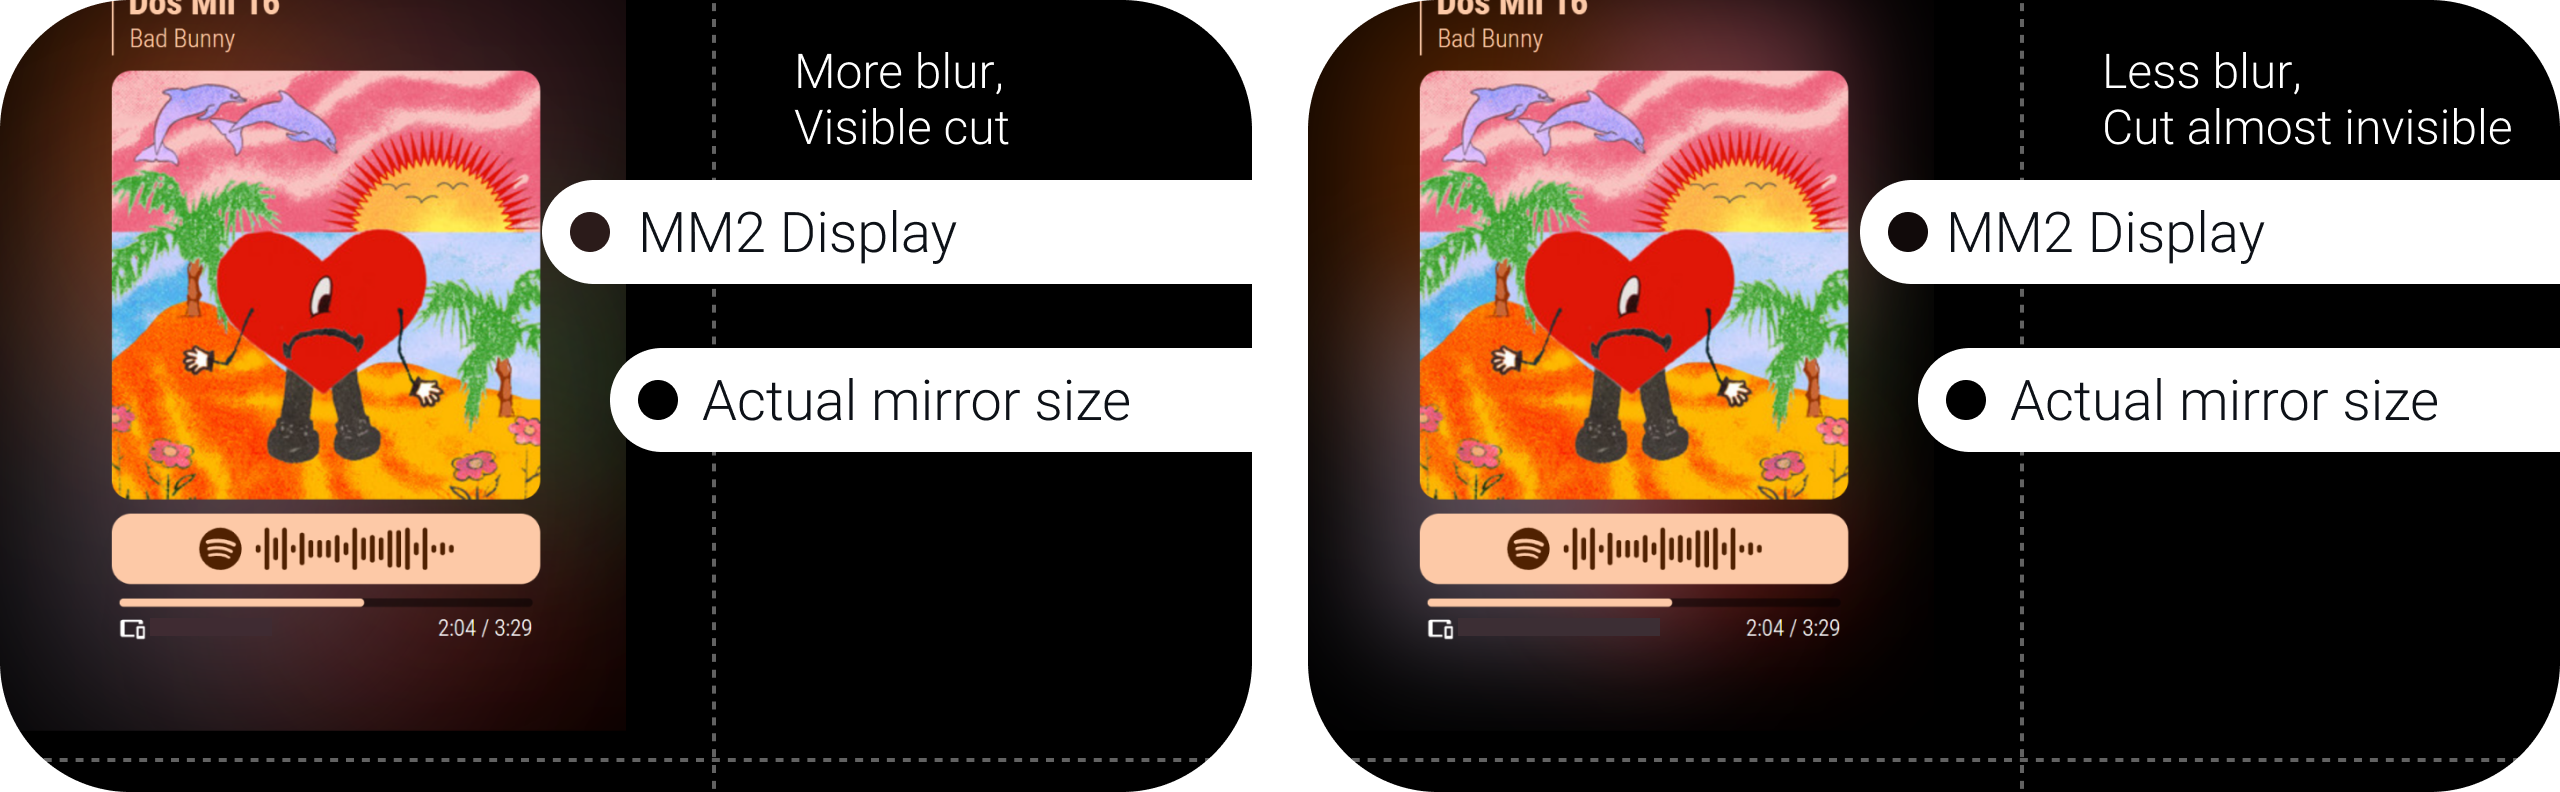 Dos Mil 16
Bad Bunny
More blur,
Visible cut
MM2 Display
Actual mirror size
2:04 / 3:29
Dos Mil 16
Bad Bunny
Less blur,
Cut almost invisible
MM2 Display
Actual mirror size
2:04 / 3:29